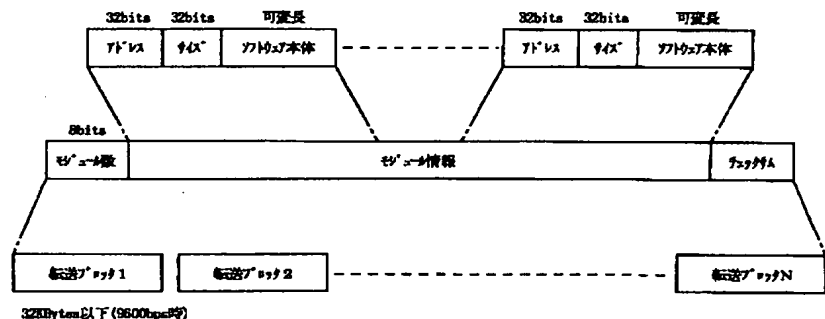 32bits 32bits 可変長 32bits 32bits 可変長
アドレス サイズ ソフトウェア本体 アドレス サイズ ソフトウェア本体
8bits
モジュール数 モジュール情報 チェックサム
転送ブロック1 転送ブロック2 転送ブロックN
32KBytes以下(9600bps時)